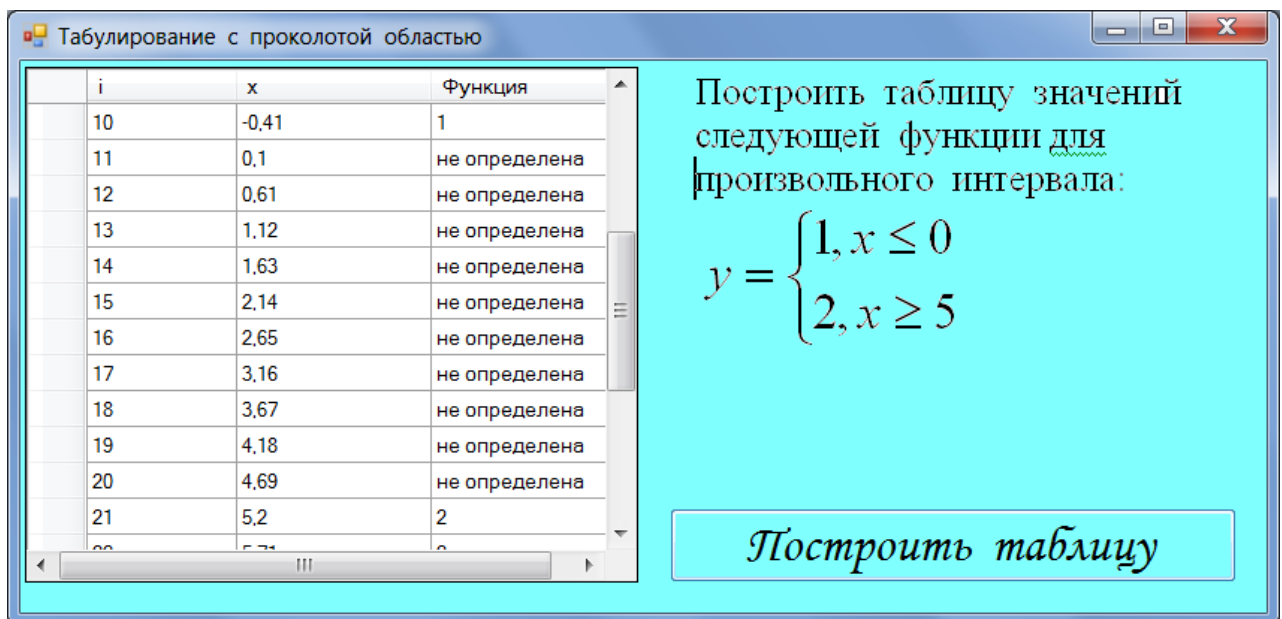 Табулирование с проколотой областью
i x Функция
10 -0,41 1
11 0,1 не определена
12 0,61 не определена
13 1,12 не определена
14 1,63 не определена
15 2,14 не определена
16 2,65 не определена
17 3,16 не определена
18 3,67 не определена
19 4,18 не определена
20 4,69 не определена
21 5,2 2
Построить таблицу значений
следующей функции для
произвольного интервала:
y = {1, x ≤ 0
2, x ≥ 5
Построить таблицу